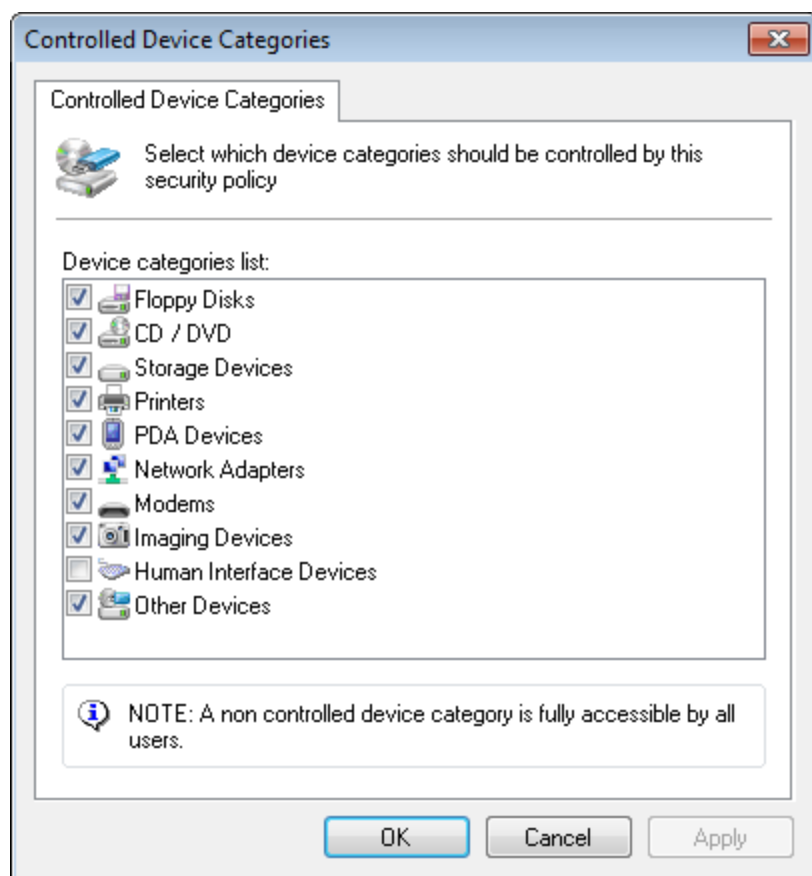 Controlled Device Categories
Controlled Device Categories
Select which device categories should be controlled by this
security policy
Device categories list:
Floppy Disks
CD / DVD
Storage Devices
Printers
PDA Devices
Network Adapters
Modems
Imaging Devices
Human Interface Devices
Other Devices
NOTE: A non controlled device category is fully accessible by all
users.
OK Cancel Apply